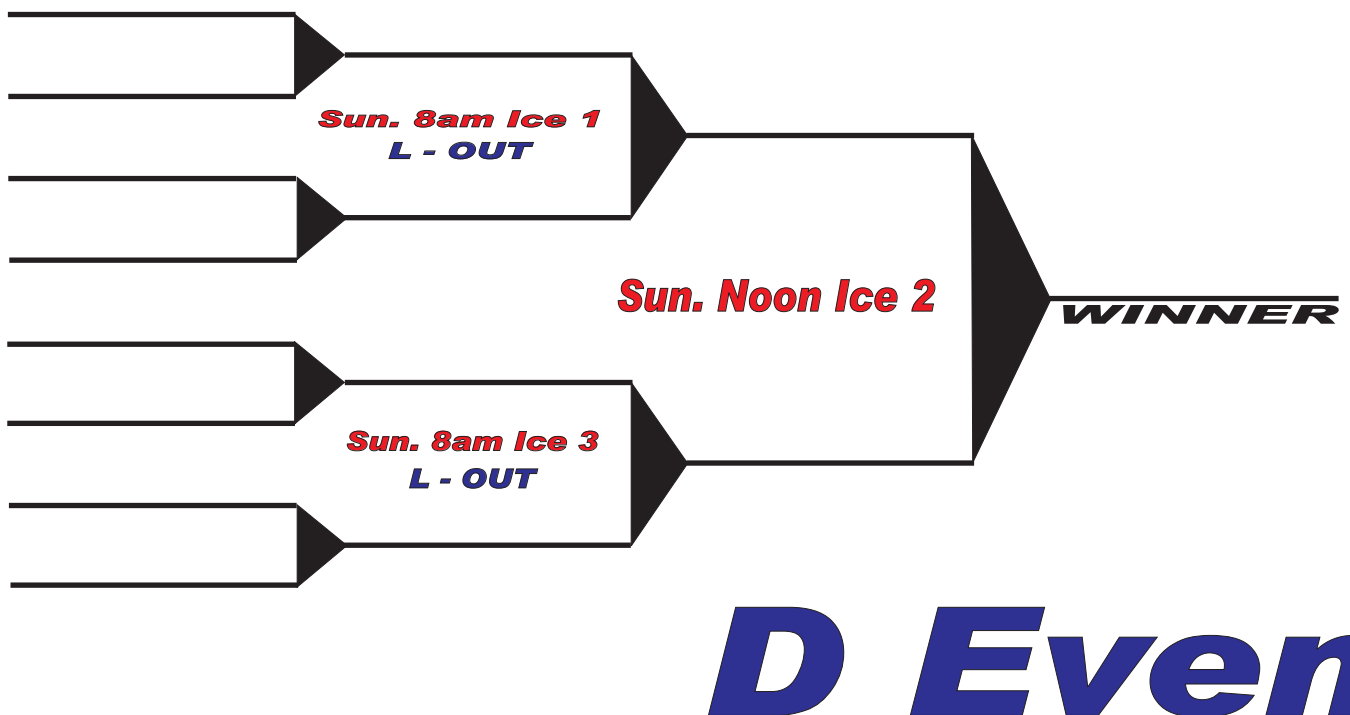 Sun. 8am Ice 1
L - OUT
Sun. Noon Ice 2
WINNER
Sun. 8am Ice 3
L - OUT
D Even